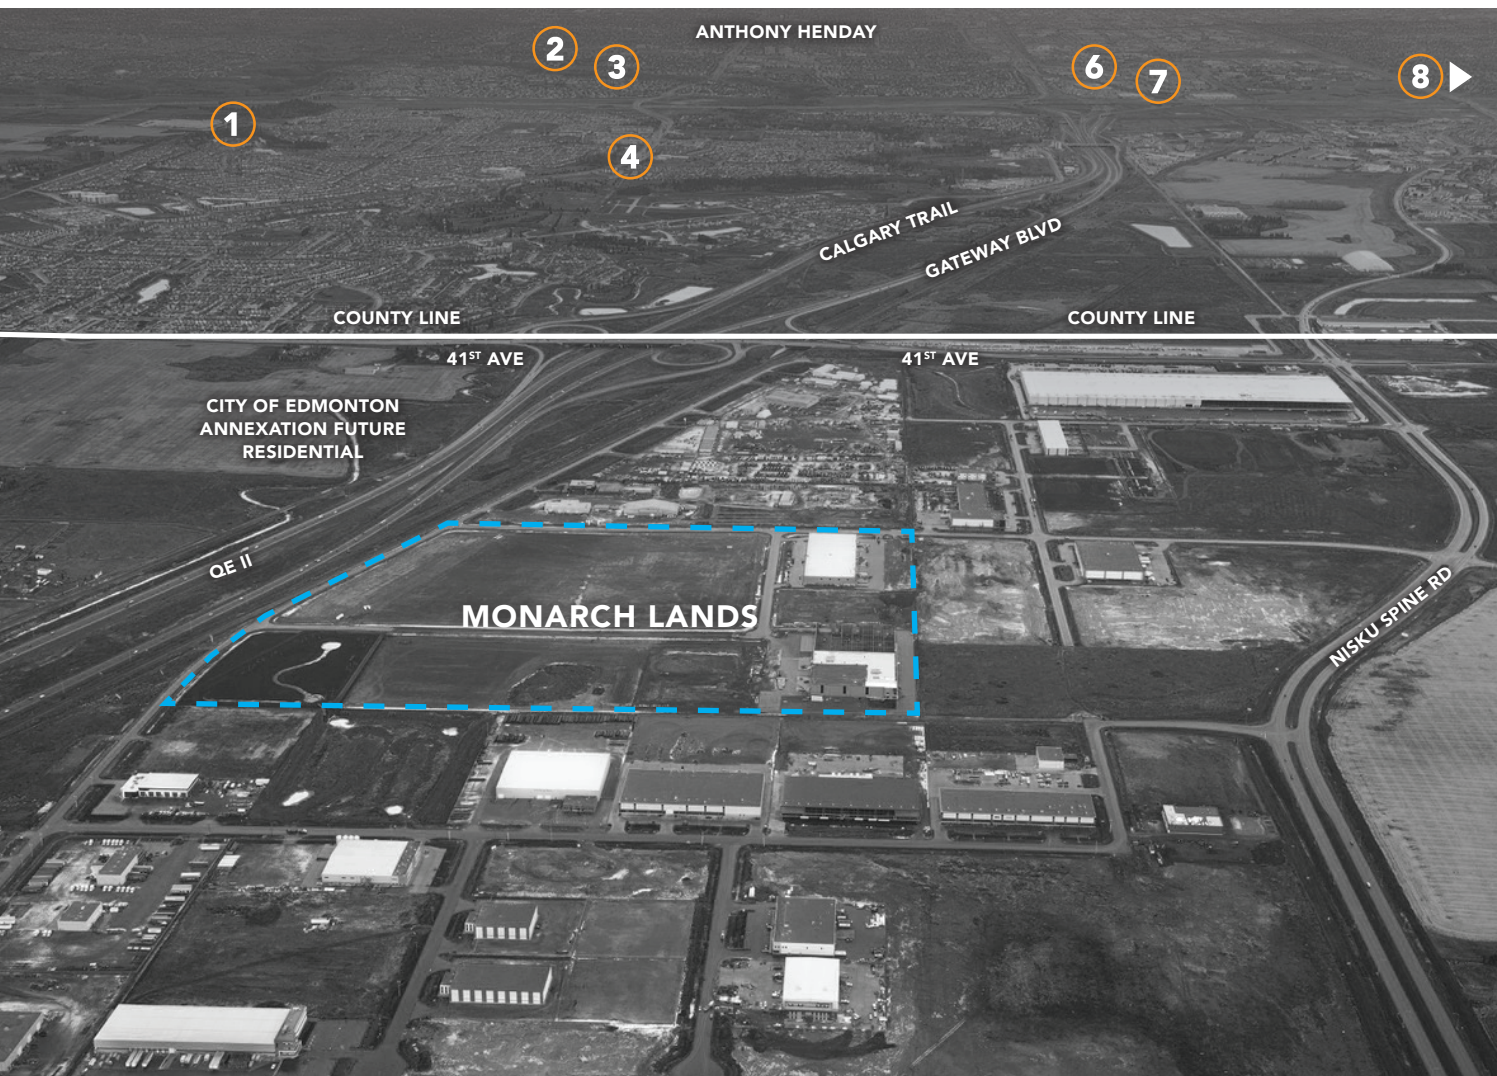 ANTHONY HENDAY
2
3
6
7
8
1
4
CALGARY TRAIL
GATEWAY BLVD
COUNTY LINE
COUNTY LINE
41ST AVE
41ST AVE
CITY OF EDMONTON
ANNEXATION FUTURE
RESIDENTIAL
QE II
MONARCH LANDS
NISKU SPINE RD